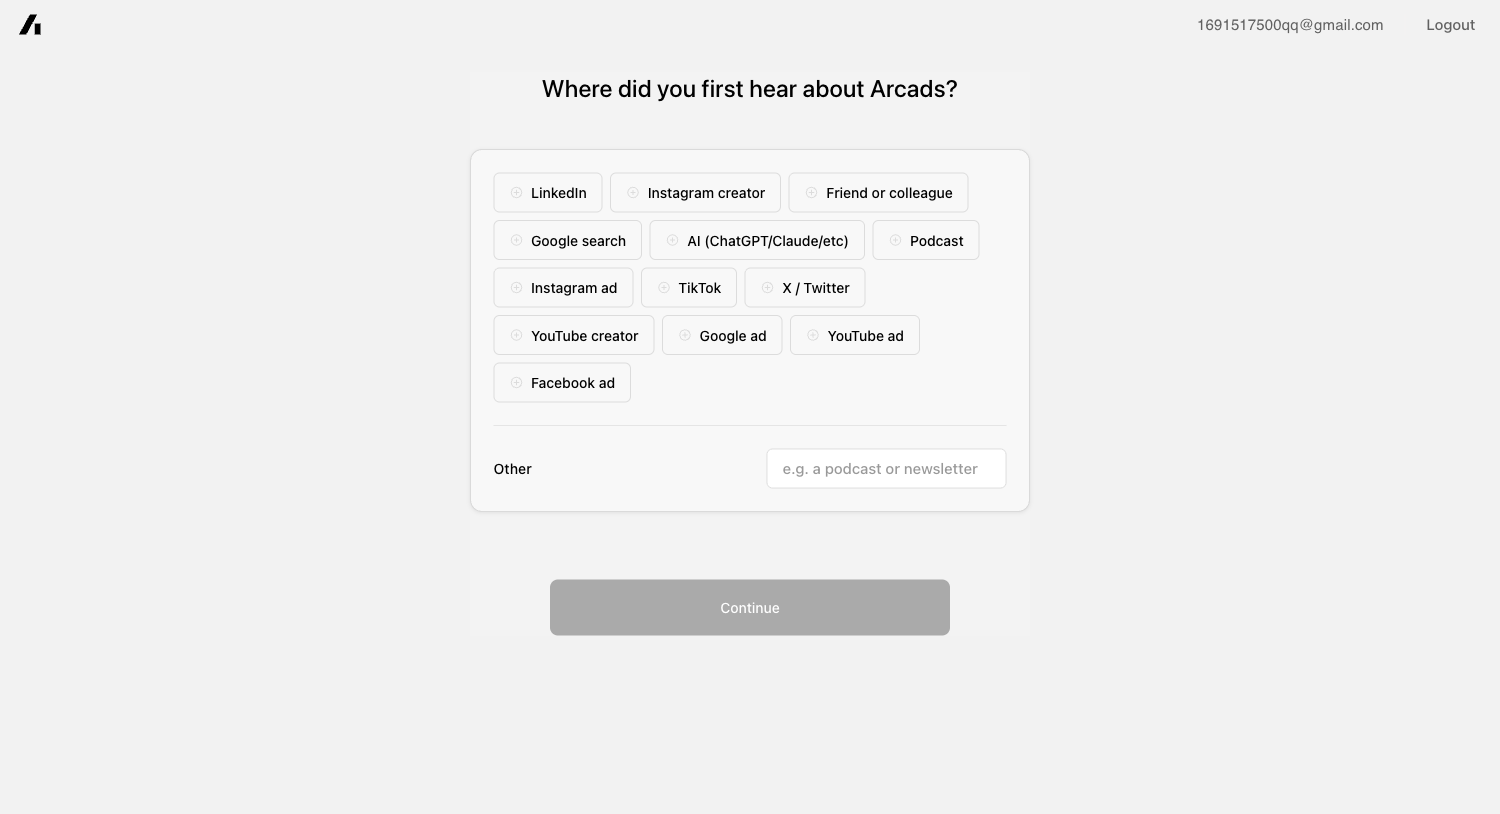 1691517500qq@gmail.com Logout
Where did you first hear about Arcads?
LinkedIn Instagram creator Friend or colleague
Google search AI (ChatGPT/Claude/etc) Podcast
Instagram ad TikTok X / Twitter
YouTube creator Google ad YouTube ad
Facebook ad
Other e.g. a podcast or newsletter
Continue